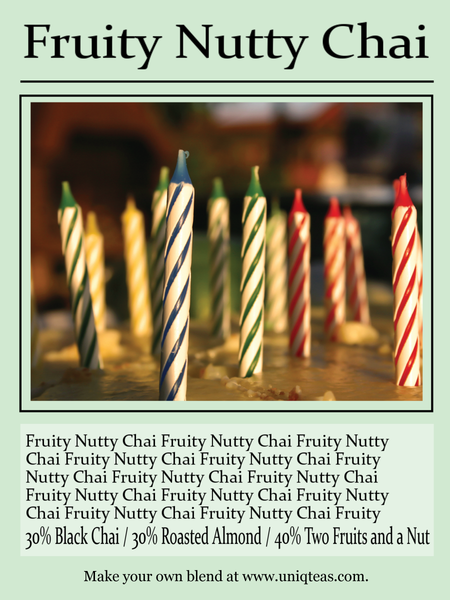 Fruity Nutty Chai
Fruity Nutty Chai Fruity Nutty Chai Fruity Nutty
Chai Fruity Nutty Chai Fruity Nutty Chai Fruity
Nutty Chai Fruity Nutty Chai Fruity Nutty Chai
Fruity Nutty Chai Fruity Nutty Chai Fruity Nutty
Chai Fruity Nutty Chai Fruity Nutty Chai Fruity
30% Black Chai / 30% Roasted Almond / 40% Two Fruits and a Nut
Make your own blend at www.uniqteas.com.